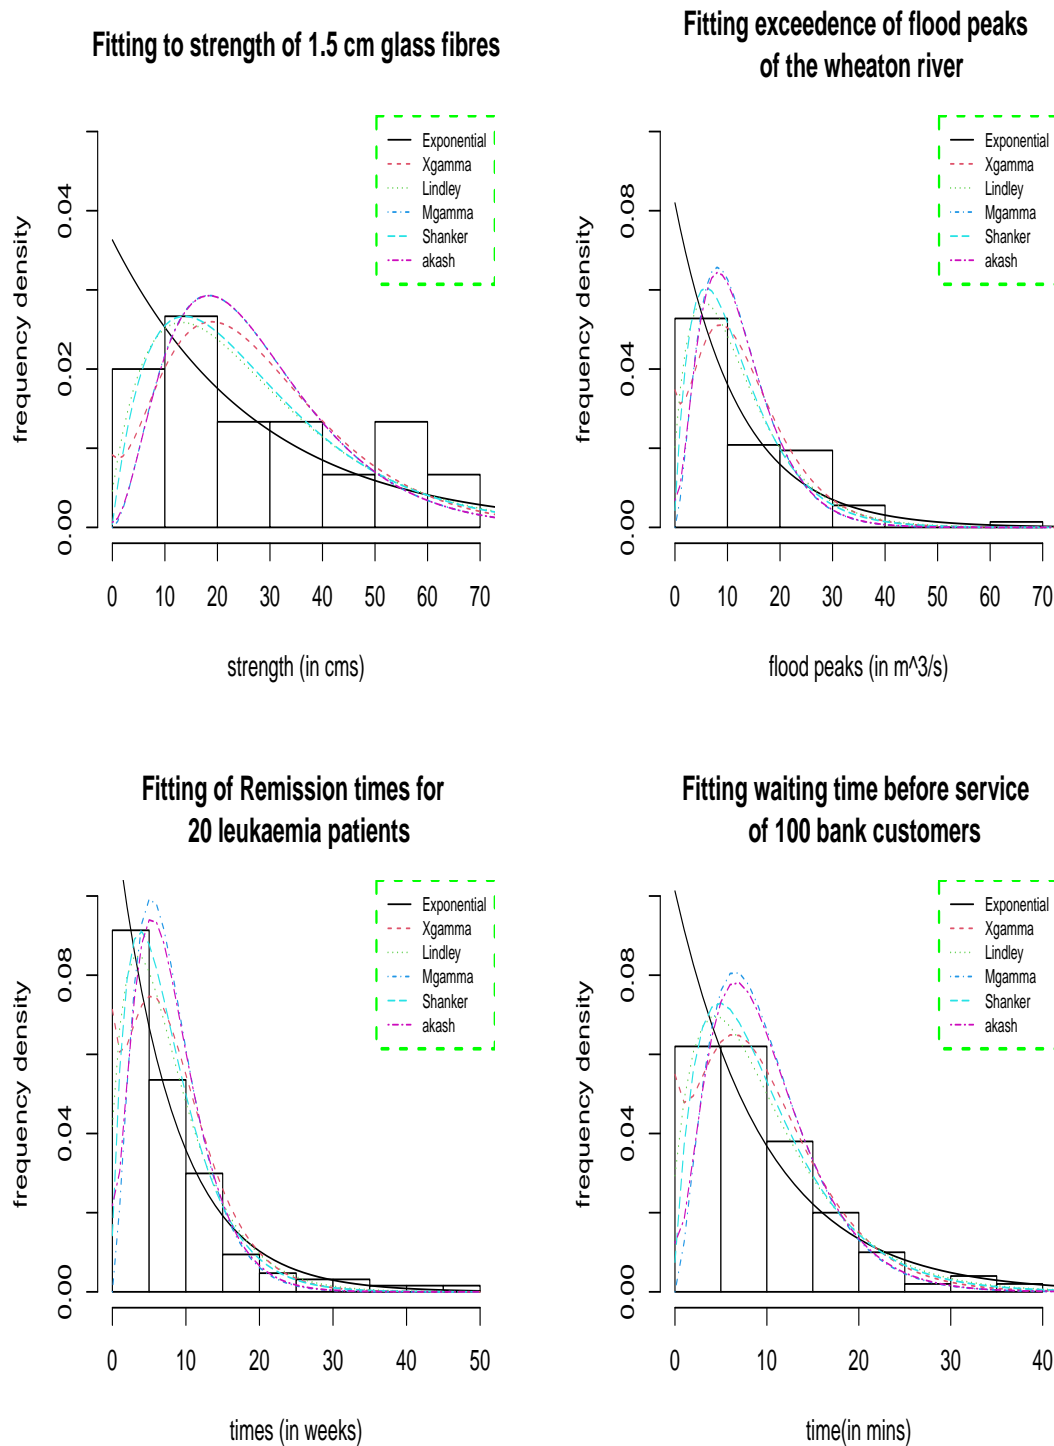 Fitting to strength of 1.5 cm glass fibres
frequency density
0.00
0.02
0.04
Exponential
Xgamma
Lindley
Mgamma
Shanker
akash
0 10 20 30 40 50 60 70
strength (in cms)
Fitting exceedence of flood peaks
of the wheaton river
frequency density
0.00
0.04
0.08
Exponential
Xgamma
Lindley
Mgamma
Shanker
akash
0 10 20 30 40 50 60 70
flood peaks (in m^3/s)
Fitting of Remission times for
20 leukaemia patients
frequency density
0.00
0.04
0.08
Exponential
Xgamma
Lindley
Mgamma
Shanker
akash
0 10 20 30 40 50
times (in weeks)
Fitting waiting time before service
of 100 bank customers
frequency density
0.00
0.04
0.08
Exponential
Xgamma
Lindley
Mgamma
Shanker
akash
0 10 20 30 40
time(in mins)